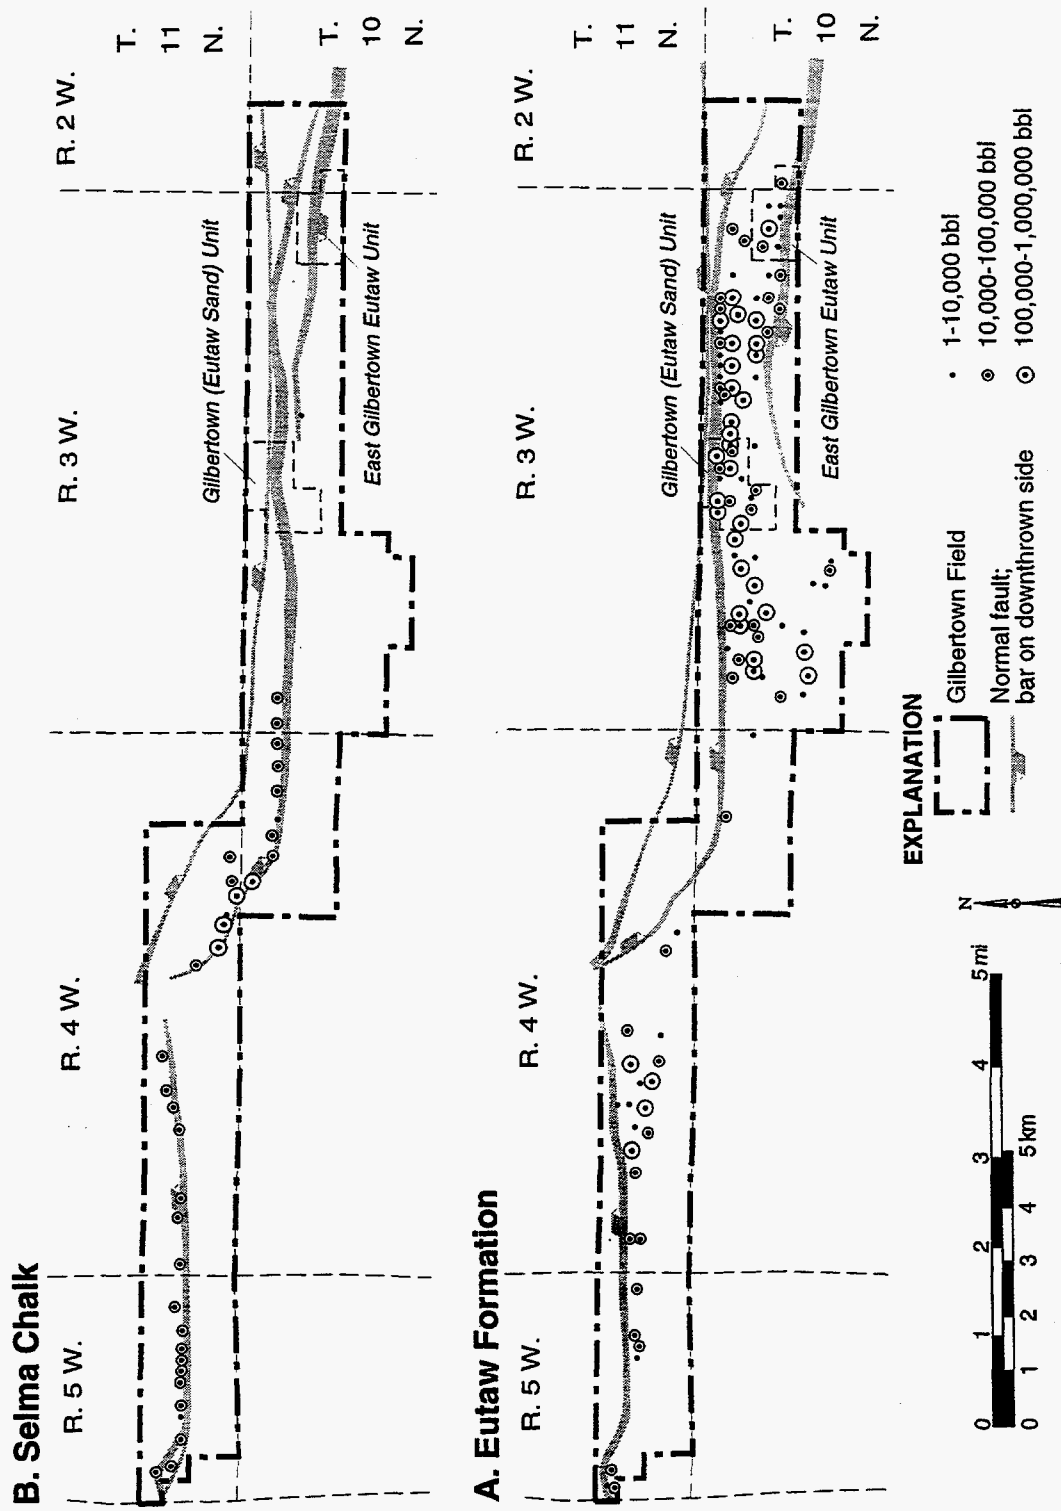 B. Selma Chalk
R. 5 W.
R. 4 W.
R. 3 W.
R. 2 W.
T.
11
N.
T.
10
N.
Gilbertown (Eutaw Sand) Unit
East Gilbertown Eutaw Unit
A. Eutaw Formation
R. 5 W.
R. 4 W.
R. 3 W.
R. 2 W.
T.
11
N.
T.
10
N.
Gilbertown (Eutaw Sand) Unit
East Gilbertown Eutaw Unit
EXPLANATION
Gilbertown Field
Normal fault;
bar on downthrown side
1-10,000 bbl
10,000-100,000 bbl
100,000-1,000,000 bbl
N
0 1 2 3 4 5 mi
0 1 2 3 4 5 km